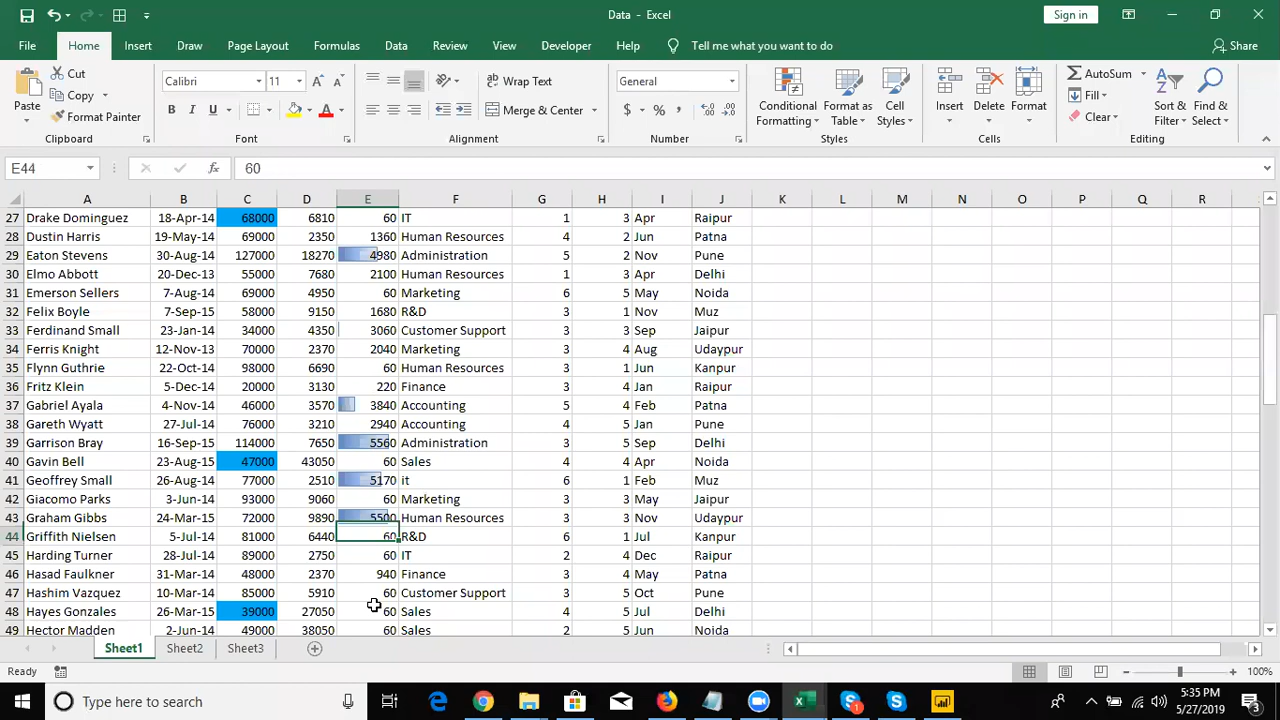 Data - Excel
Sign in
File Home Insert Draw Page Layout Formulas Data Review View Developer Help Tell me what you want to do Share
Paste
Cut
Copy
Format Painter
Clipboard
Calibri 11
B I U
Font
Wrap Text
Merge & Center
Alignment
General
$ % ,
Number
Conditional Formatting
Format as Table
Cell Styles
Styles
Insert
Delete
Format
Cells
AutoSum
Fill
Clear
Sort & Filter
Find & Select
Editing
E44 fx 60
A B C D E F G H I J K L M N O P Q R
27 Drake Dominguez 18-Apr-14 68000 6810 60 IT 1 3 Apr Raipur
28 Dustin Harris 19-May-14 69000 2350 1360 Human Resources 4 2 Jun Patna
29 Eaton Stevens 30-Aug-14 127000 18270 4980 Administration 5 2 Nov Pune
30 Elmo Abbott 20-Dec-13 55000 7680 2100 Human Resources 1 3 Apr Delhi
31 Emerson Sellers 7-Aug-14 69000 4950 60 Marketing 6 5 May Noida
32 Felix Boyle 7-Sep-15 58000 9150 1680 R&D 3 1 Nov Muz
33 Ferdinand Small 23-Jan-14 34000 4350 3060 Customer Support 3 3 Sep Jaipur
34 Ferris Knight 12-Nov-13 70000 2370 2040 Marketing 3 4 Aug Udaypur
35 Flynn Guthrie 22-Oct-14 98000 6690 60 Human Resources 3 1 Jun Kanpur
36 Fritz Klein 5-Dec-14 20000 3130 220 Finance 3 4 Jan Raipur
37 Gabriel Ayala 4-Nov-14 46000 3570 3840 Accounting 5 4 Feb Patna
38 Gareth Wyatt 27-Jul-14 76000 3210 2940 Accounting 4 5 Jan Pune
39 Garrison Bray 16-Sep-15 114000 7650 5560 Administration 3 5 Sep Delhi
40 Gavin Bell 23-Aug-15 47000 43050 60 Sales 4 4 Apr Noida
41 Geoffrey Small 26-Aug-14 77000 2510 5170 it 6 1 Feb Muz
42 Giacomo Parks 3-Jun-14 93000 9060 60 Marketing 3 3 May Jaipur
43 Graham Gibbs 24-Mar-15 72000 9890 5500 Human Resources 3 3 Nov Udaypur
44 Griffith Nielsen 5-Jul-14 81000 6440 60 R&D 6 1 Jul Kanpur
45 Harding Turner 28-Jul-14 89000 2750 60 IT 2 4 Dec Raipur
46 Hasad Faulkner 31-Mar-14 48000 2370 940 Finance 3 4 May Patna
47 Hashim Vazquez 10-Mar-14 85000 5910 60 Customer Support 3 5 Oct Pune
48 Hayes Gonzales 26-Mar-15 39000 27050 60 Sales 4 5 Jul Delhi
49 Hector Madden 2-Jun-14 49000 38050 60 Sales 2 5 Jun Noida
Sheet1 Sheet2 Sheet3
Ready 100%
Type here to search
5:35 PM
5/27/2019